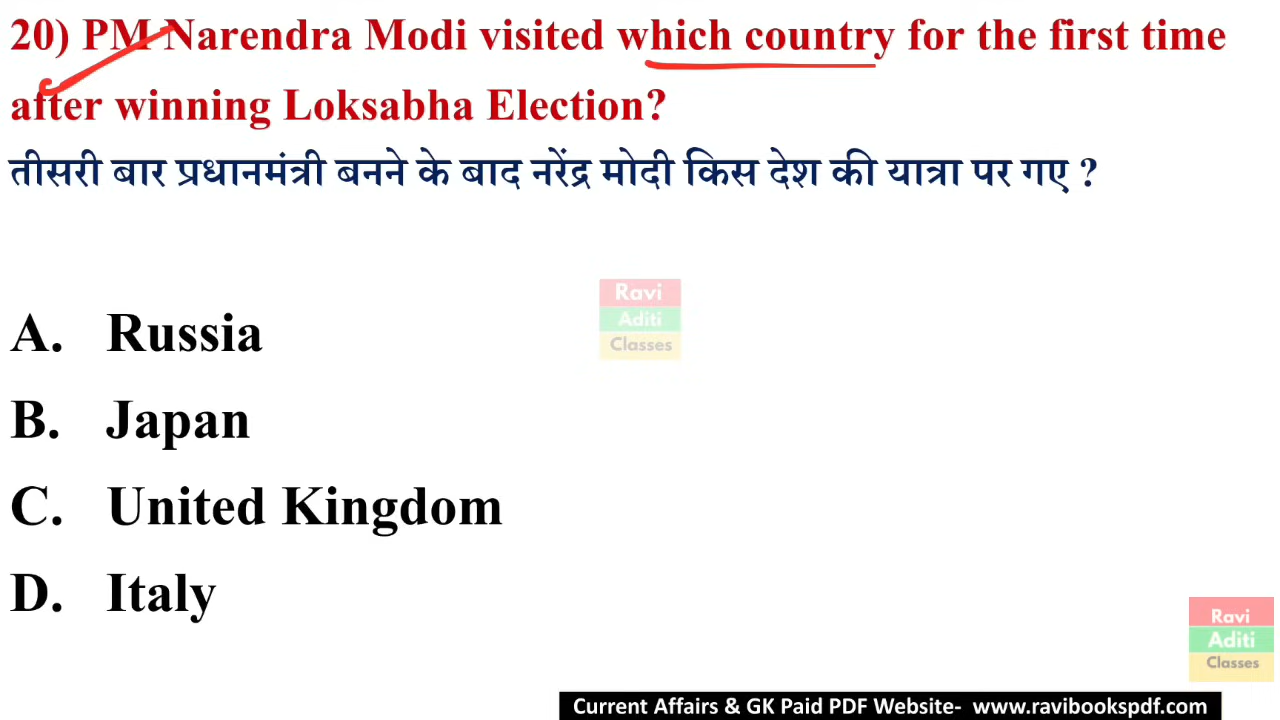 20) PM Narendra Modi visited which country for the first time
after winning Loksabha Election?
तीसरी बार प्रधानमंत्री बनने के बाद नरेंद्र मोदी किस देश की यात्रा पर गए ?
Ravi
Aditi
Classes
A. Russia
B. Japan
C. United Kingdom
D. Italy
Ravi
Aditi
Classes
Current Affairs & GK Paid PDF Website- www.ravibookspdf.com